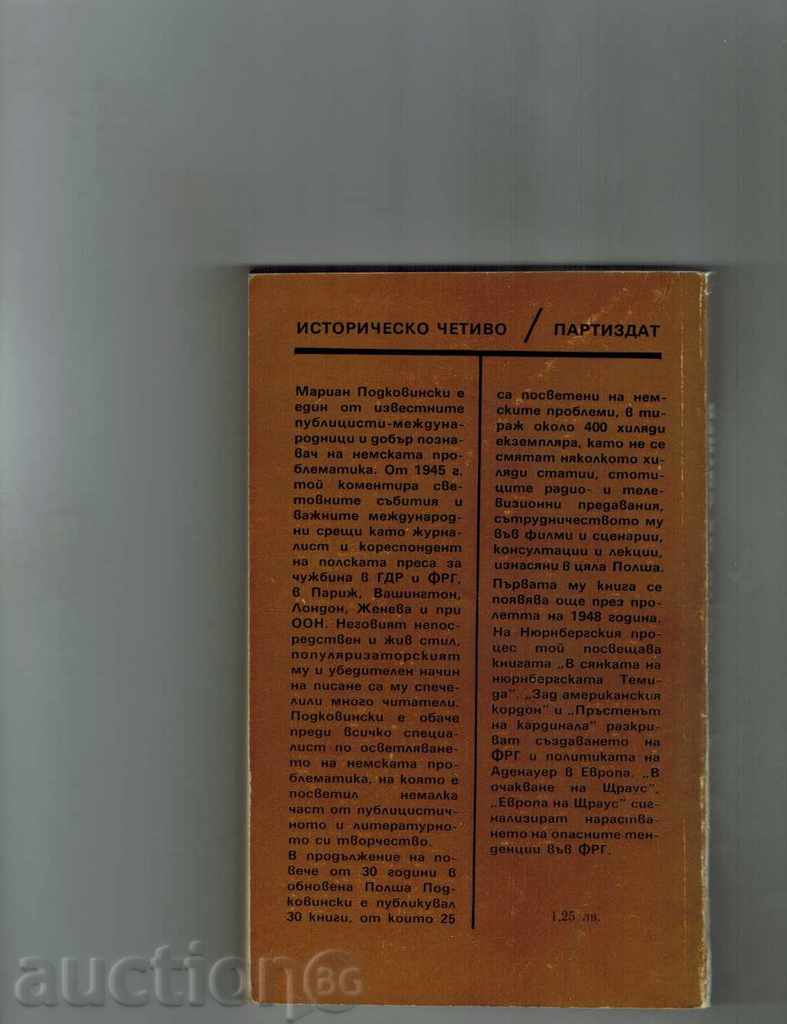 ИСТОРИЧЕСКО ЧЕТИВО / ПАРТИЗДАТ
Мариан Подковински е
един от известните
публицисти-междуна-
родници и добър позна-
вач на немската про-
блематика. От 1945 г.
той коментира све-
товните събития и
важните международ-
ни срещи като журна-
лист и кореспондент
на полската преса за
чужбина в ГДР и ФРГ,
в Париж, Вашингтон,
Лондон, Женева и при
ООН. Неговият непос-
редствен и жив стил,
популяризаторският
му и убедителен начин
на писане са му спече-
лили много читатели.
Подковински е обаче
преди всичко специа-
лист по осветляване-
то на немската про-
блематика, на която е
посветил немалка
част от публицистич-
ното и литературно-
то си творчество.
В продължение на по-
вече от 30 години в
обновена Полша Под-
ковински е публикувал
30 книги, от които 25
са посветени на нем-
ските проблеми, в ти-
раж около 400 хиляди
екземпляра, като не се
смятат няколкото хи-
ляди статии, стоти-
ците радио- и теле-
визионни предавания,
сътрудничеството му
във филми и сценарии,
консултации и лекции,
изнасяни в цяла Полша.
Първата му книга се
появява още през про-
летта на 1948 година.
На Нюрнбергския про-
цес той посвещава
книгата „В сянката на
нюрнбергската Теми-
да". „Зад американския
кордон" и „Пръстенът
на кардинала" разкри-
ват създаването на
ФРГ и политиката на
Аденауер в Европа. „В
очакване на Щраус",
„Европа на Щраус" сиг-
нализират нараства-
нето на опасните тен-
денции във ФРГ.
1,25 лв.
auctionBG